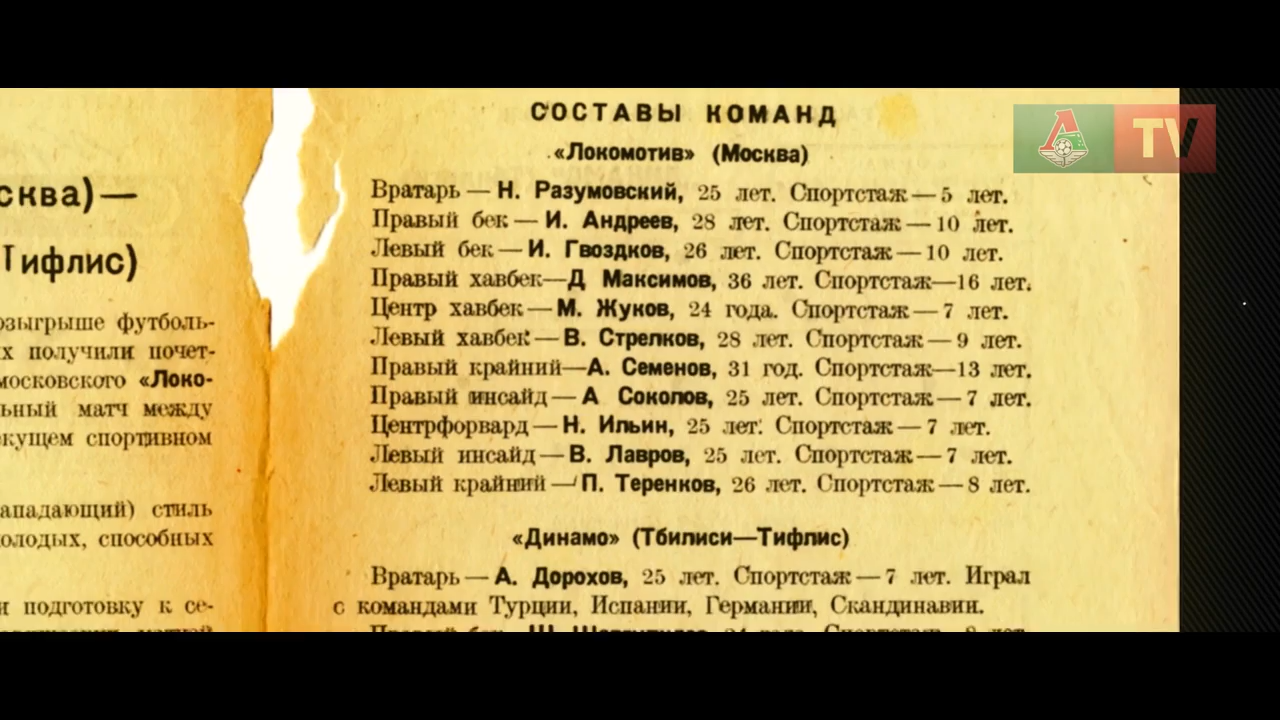 СОСТАВЫ КОМАНД
TV
«Локомотив» (Москва)
Вратарь — Н. Разумовский, 25 лет. Спортстаж — 5 лет.
Правый бек — И. Андреев, 28 лет. Спортстаж — 10 лет.
Левый бек — И. Гвоздков, 26 лет. Спортстаж — 10 лет.
Правый хавбек — Д Максимов, 36 лет. Спортстаж — 16 лет.
Центр хавбек — М. Жуков, 24 года. Спортстаж — 7 лет.
Левый хавбек — В. Стрелков, 28 лет. Спортстаж — 9 лет.
Правый крайний — А. Семенов, 31 год. Спортстаж — 13 лет.
Правый инсайд — А Соколов, 25 лет. Спортстаж — 7 лет.
Центрфорвард — Н. Ильин, 25 лет. Спортстаж — 7 лет.
Левый инсайд — В. Лавров, 25 лет. Спортстаж — 7 лет.
Левый крайний — П. Теренков, 26 лет. Спортстаж — 8 лет.
«Динамо» (Тбилиси—Тифлис)
Вратарь — А. Дорохов, 25 лет. Спортстаж — 7 лет. Играл
с командами Турции, Испании, Германии, Скандинавии.
сква) —
Тифлис)
озыгрыше футболь-
х получили почет-
московского «Локо-
ьный матч между
екущем спортивном
ападающий) стиль
олодых, способных
и подготовку к се-